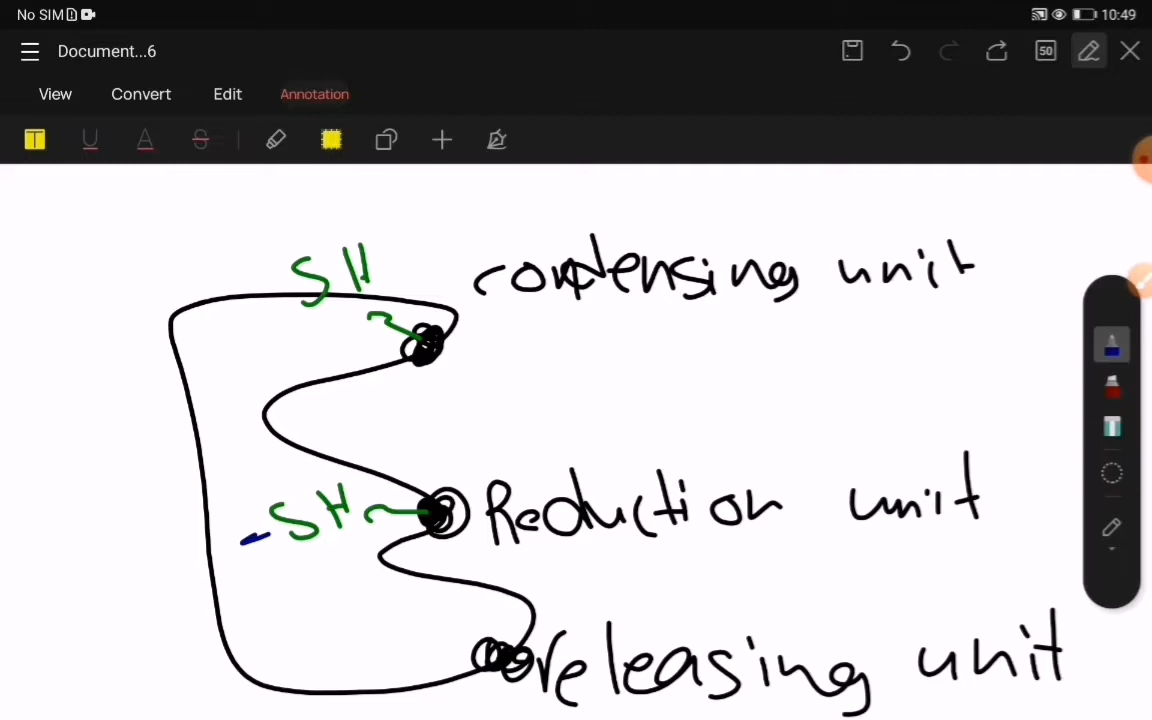 No SIM 10:49
Document...6 50
View Convert Edit Annotation
T U A S
SH condensing unit
SH Reduction unit
releasing unit